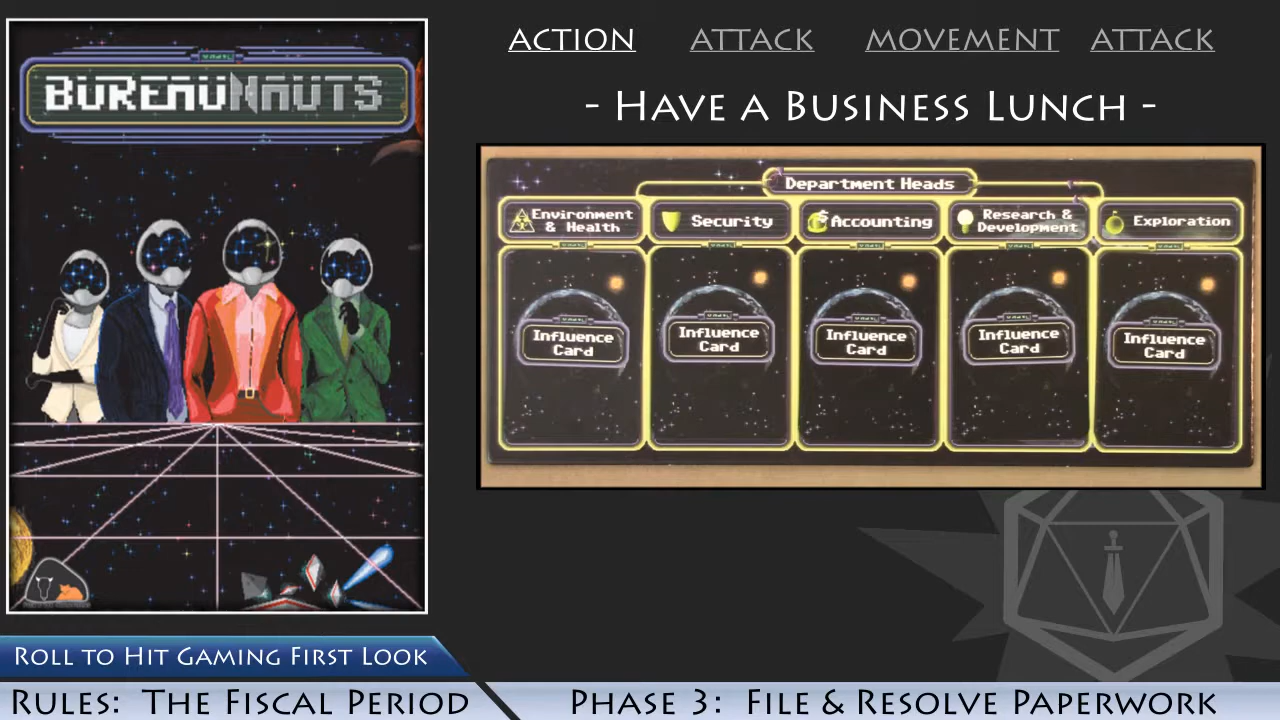 BUREAUNAUTS
ACTION ATTACK MOVEMENT ATTACK
- HAVE A BUSINESS LUNCH -
Department Heads
Environment & Health
Security
Accounting
Research & Development
Exploration
Influence Card
Influence Card
Influence Card
Influence Card
Influence Card
ROLL TO HIT GAMING FIRST LOOK
RULES: THE FISCAL PERIOD
PHASE 3: FILE & RESOLVE PAPERWORK